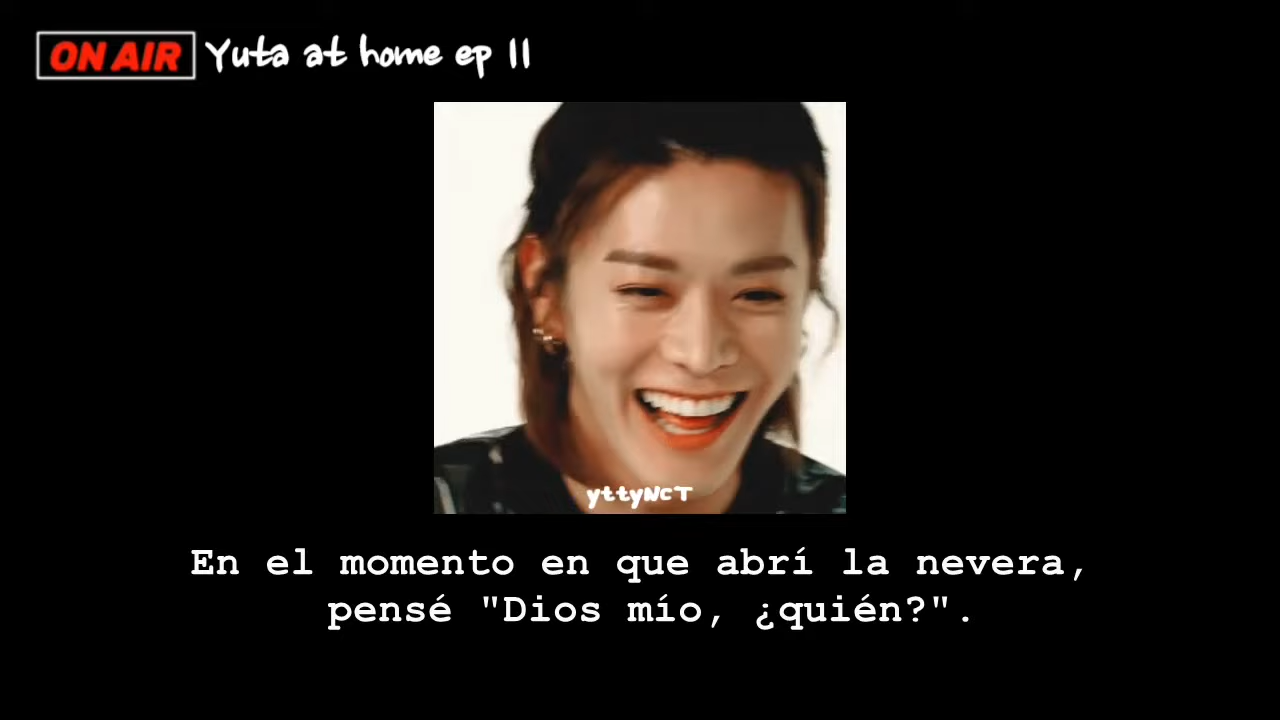 ON AIR Yuta at home ep 11
yttyNCT
En el momento en que abrí la nevera,
pensé "Dios mío, ¿quién?".